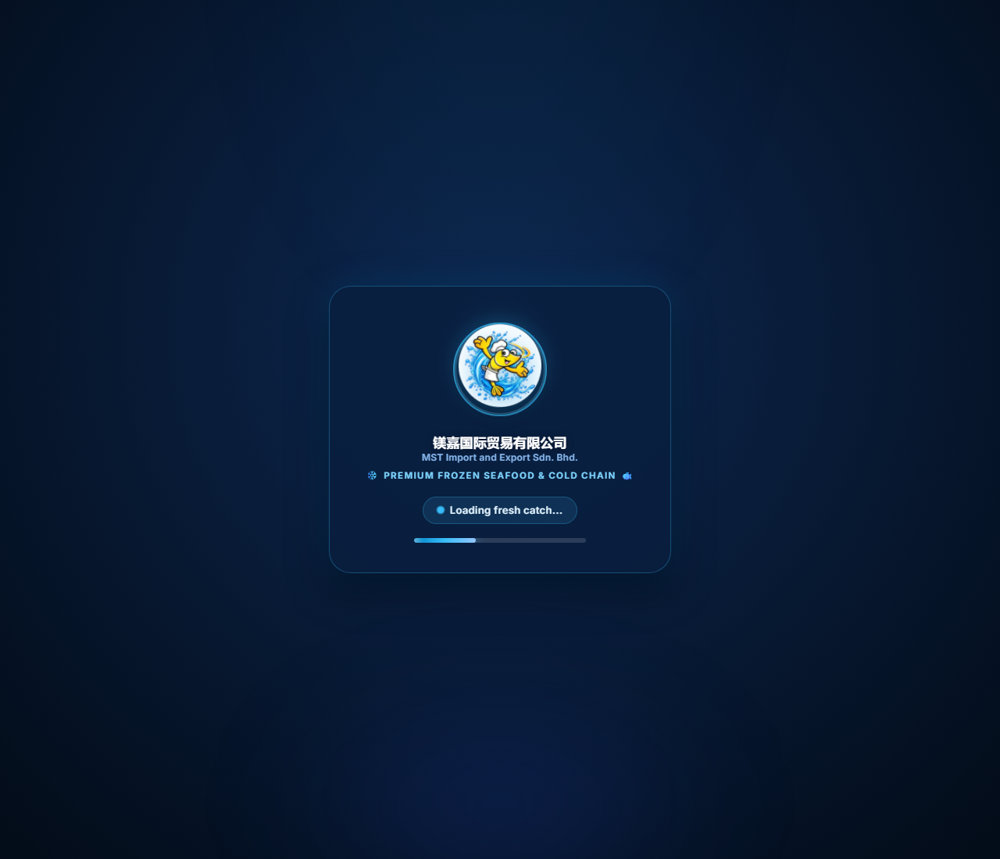 镁嘉国际贸易有限公司
MST Import and Export Sdn. Bhd.
PREMIUM FROZEN SEAFOOD & COLD CHAIN
Loading fresh catch...